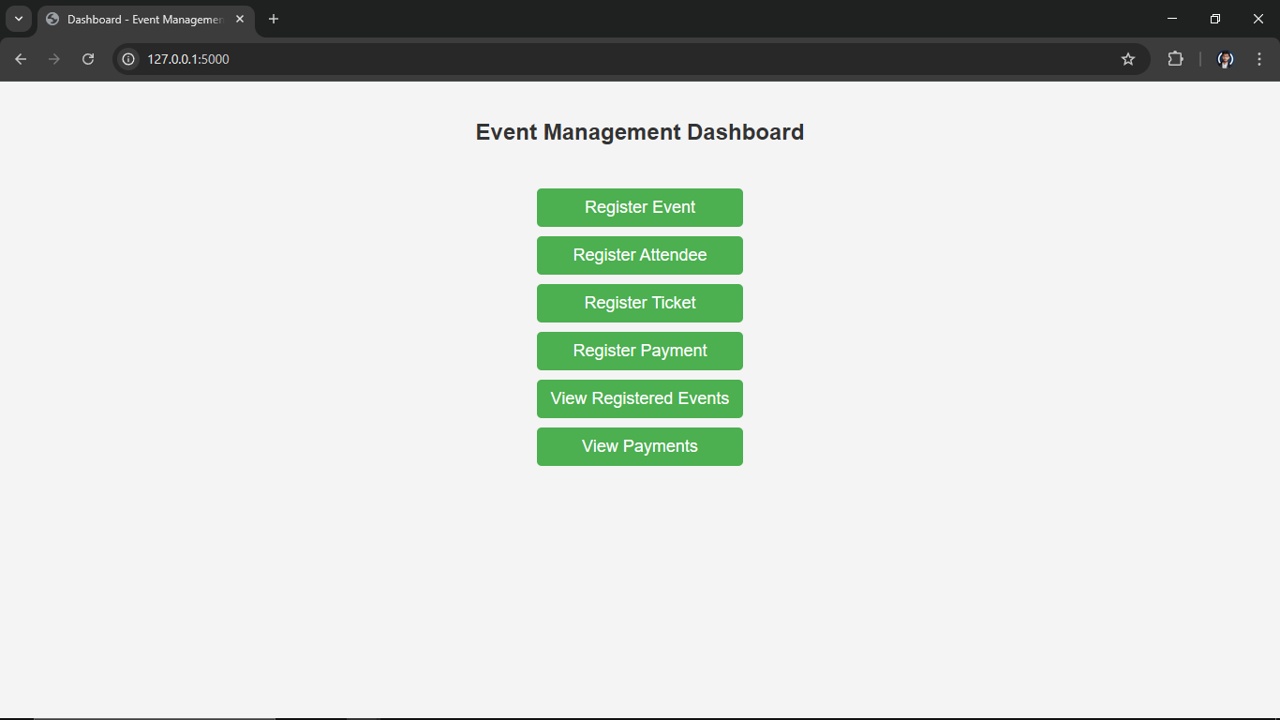 Dashboard - Event Managemen
127.0.0.1:5000
Event Management Dashboard
Register Event
Register Attendee
Register Ticket
Register Payment
View Registered Events
View Payments